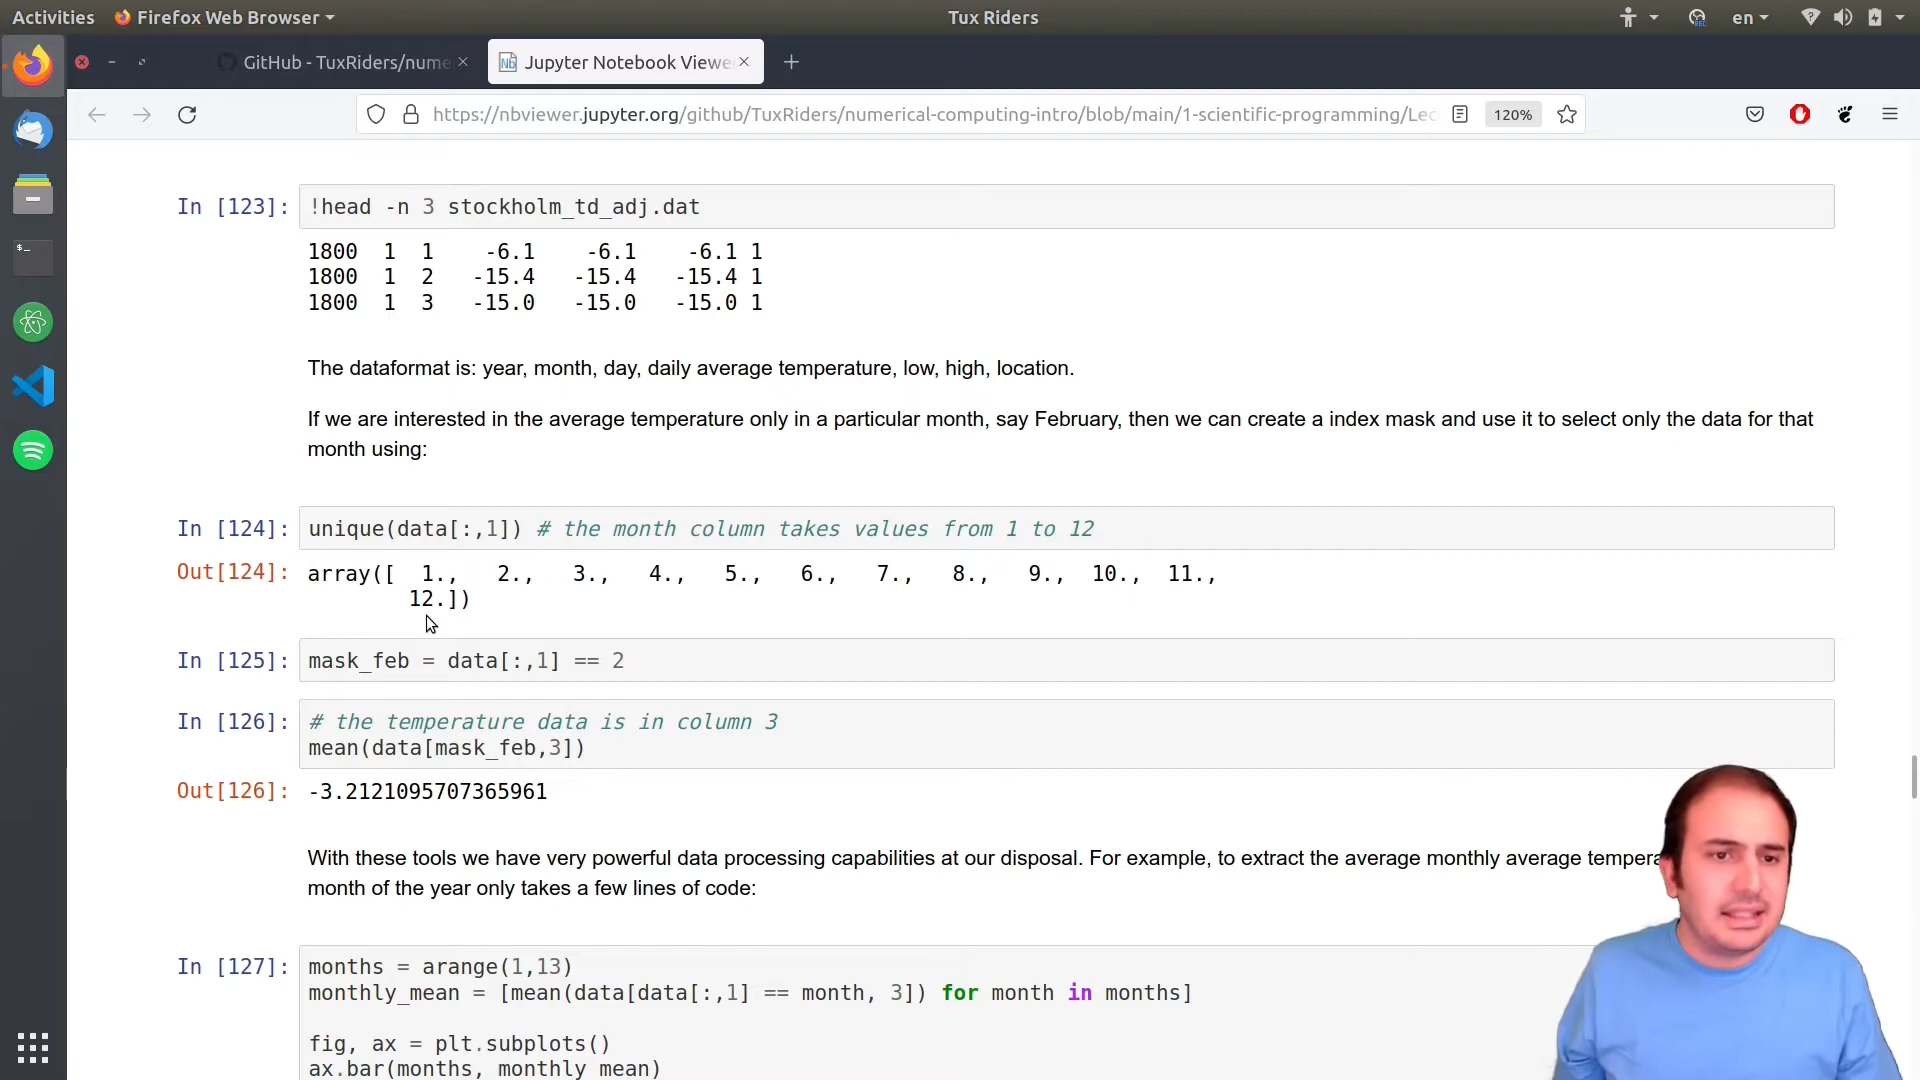 Activities Firefox Web Browser Tux Riders en
GitHub - TuxRiders/nume Jupyter Notebook Viewe
https://nbviewer.jupyter.org/github/TuxRiders/numerical-computing-intro/blob/main/1-scientific-programming/Lec 120%
In [123]: !head -n 3 stockholm_td_adj.dat
1800 1 1 -6.1 -6.1 -6.1 1
1800 1 2 -15.4 -15.4 -15.4 1
1800 1 3 -15.0 -15.0 -15.0 1
The dataformat is: year, month, day, daily average temperature, low, high, location.
If we are interested in the average temperature only in a particular month, say February, then we can create a index mask and use it to select only the data for that
month using:
In [124]: unique(data[:,1]) # the month column takes values from 1 to 12
Out[124]: array([ 1., 2., 3., 4., 5., 6., 7., 8., 9., 10., 11.,
12.])
In [125]: mask_feb = data[:,1] == 2
In [126]: # the temperature data is in column 3
mean(data[mask_feb,3])
Out[126]: -3.2121095707365961
With these tools we have very powerful data processing capabilities at our disposal. For example, to extract the average monthly average tempera
month of the year only takes a few lines of code:
In [127]: months = arange(1,13)
monthly_mean = [mean(data[data[:,1] == month, 3]) for month in months]
fig, ax = plt.subplots()
ax.bar(months, monthly_mean)